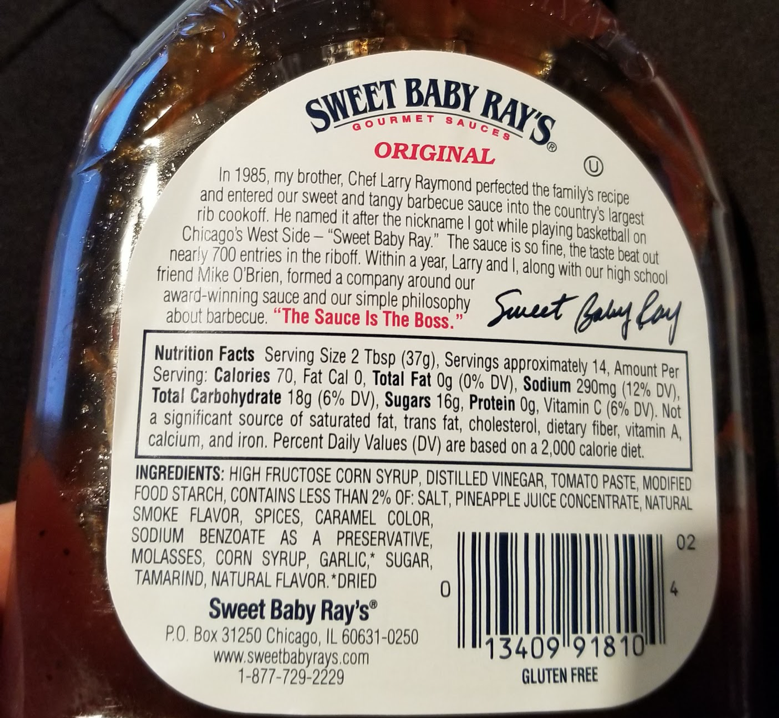 SWEET BABY RAY'S®
GOURMET SAUCES
ORIGINAL
U
In 1985, my brother, Chef Larry Raymond perfected the family's recipe
and entered our sweet and tangy barbecue sauce into the country's largest
rib cookoff. He named it after the nickname I got while playing basketball on
Chicago's West Side – "Sweet Baby Ray." The sauce is so fine, the taste beat out
nearly 700 entries in the riboff. Within a year, Larry and I, along with our high school
friend Mike O'Brien, formed a company around our
award-winning sauce and our simple philosophy
about barbecue. "The Sauce Is The Boss."
Sweet Baby Ray
Nutrition Facts Serving Size 2 Tbsp (37g), Servings approximately 14, Amount Per
Serving: Calories 70, Fat Cal 0, Total Fat 0g (0% DV), Sodium 290mg (12% DV),
Total Carbohydrate 18g (6% DV), Sugars 16g, Protein 0g, Vitamin C (6% DV). Not
a significant source of saturated fat, trans fat, cholesterol, dietary fiber, vitamin A,
calcium, and iron. Percent Daily Values (DV) are based on a 2,000 calorie diet.
INGREDIENTS: HIGH FRUCTOSE CORN SYRUP, DISTILLED VINEGAR, TOMATO PASTE, MODIFIED
FOOD STARCH, CONTAINS LESS THAN 2% OF: SALT, PINEAPPLE JUICE CONCENTRATE, NATURAL
SMOKE FLAVOR, SPICES, CARAMEL COLOR,
SODIUM BENZOATE AS A PRESERVATIVE,
MOLASSES, CORN SYRUP, GARLIC,* SUGAR,
TAMARIND, NATURAL FLAVOR.*DRIED
Sweet Baby Ray's®
P.O. Box 31250 Chicago, IL 60631-0250
www.sweetbabyrays.com
1-877-729-2229
02
0 13409 91810 4
GLUTEN FREE